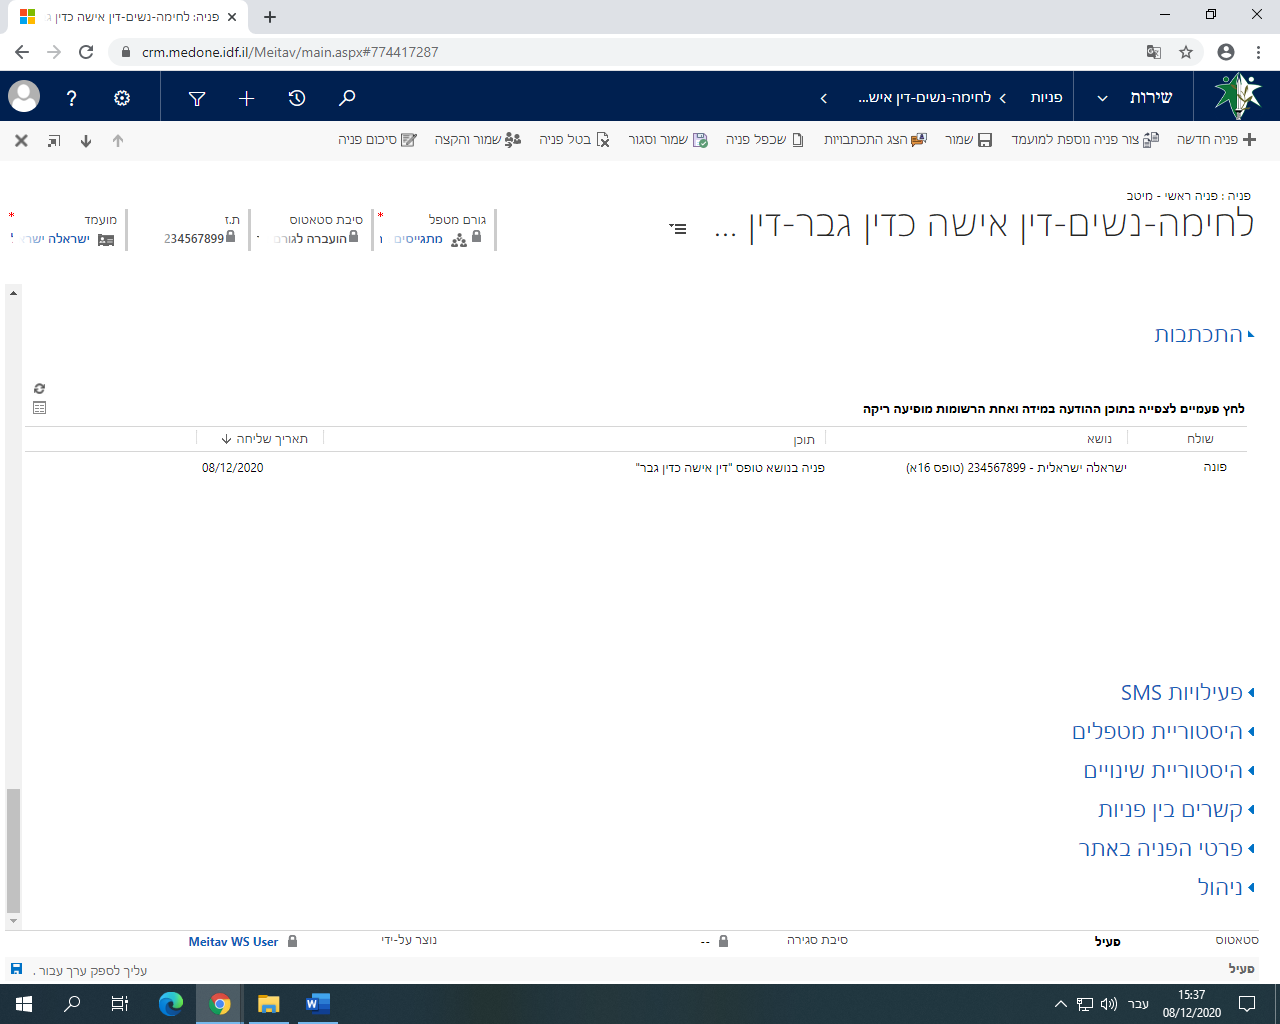 פניה: לחימה-נשים-דין אישה כדין ג
crm.medone.idf.il/Meitav/main.aspx#774417287
שירות
פניות
לחימה-נשים-דין איש...
פניה חדשה
צור פניה נוספת למועמד
שמור
הצג התכתבויות
שכפל פניה
שמור וסגור
בטל פניה
שמור והקצה
סיכום פניה
פניה : פניה ראשי - מיטב
לחימה-נשים-דין אישה כדין גבר-דין ...
גורם מטפל
מתגייסים
סיבת סטאטוס
הועברה לגורם
ת.ז
234567899
מועמד
*
*
ישראלה ישר
התכתבות
לחץ פעמיים לצפייה בתוכן ההודעה במידה ואחת הרשומות מופיעה ריקה
שולח נושא תוכן תאריך שליחה
פונה ישראלה ישראלית - 234567899 (טופס 16א) פניה בנושא טופס "דין אישה כדין גבר" 08/12/2020
פעילויות SMS
היסטוריית מטפלים
היסטוריית שינויים
קשרים בין פניות
פרטי הפניה באתר
ניהול
סטאטוס פעיל סיבת סגירה -- נוצר על-ידי Meitav WS User
פעיל
עליך לספק ערך עבור .
עבר
15:37
08/12/2020